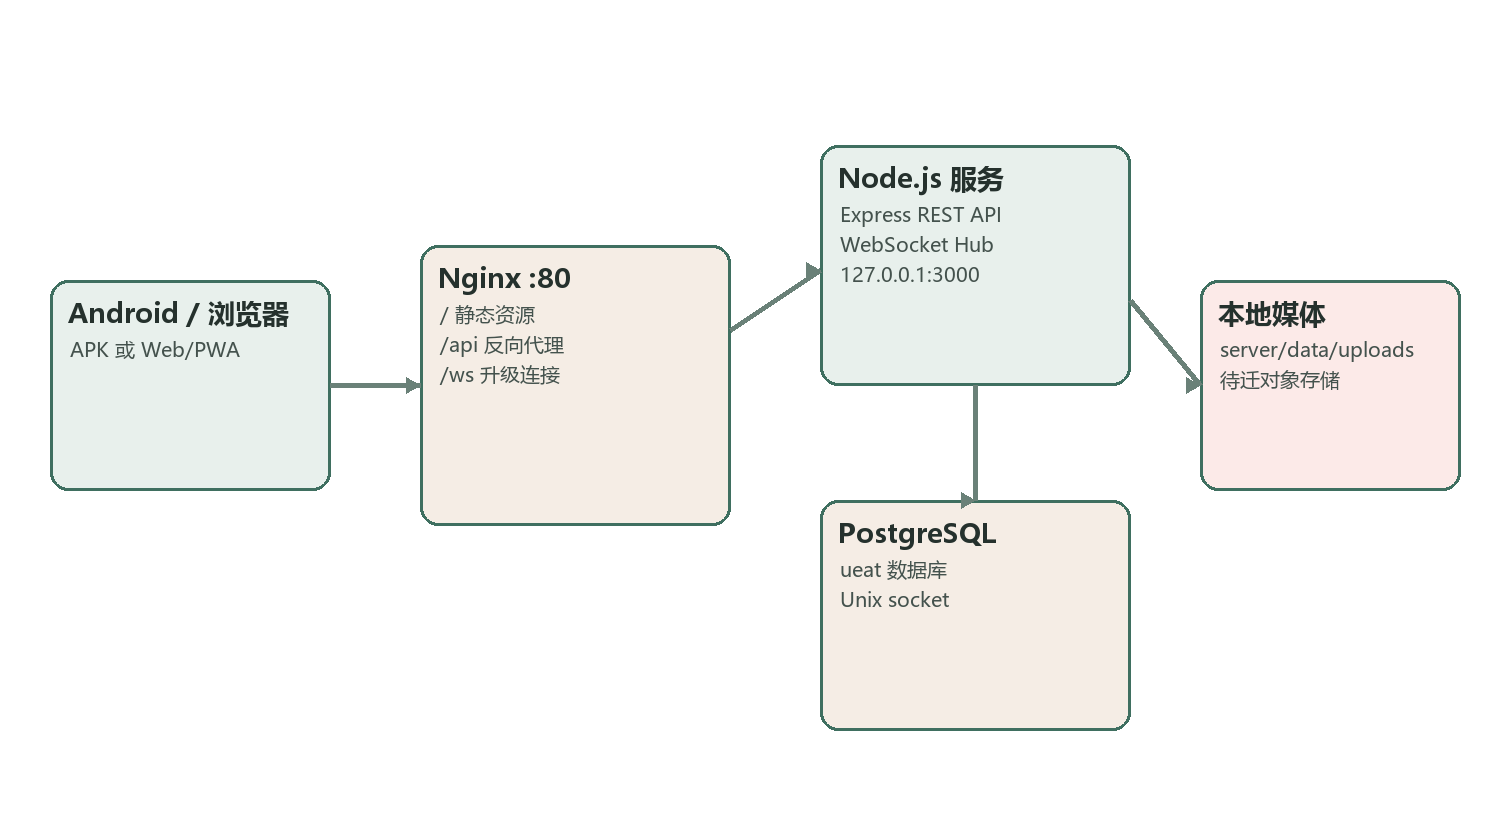 Android / 浏览器
APK 或 Web/PWA
Nginx :80
/ 静态资源
/api 反向代理
/ws 升级连接
Node.js 服务
Express REST API
WebSocket Hub
127.0.0.1:3000
PostgreSQL
ueat 数据库
Unix socket
本地媒体
server/data/uploads
待迁对象存储